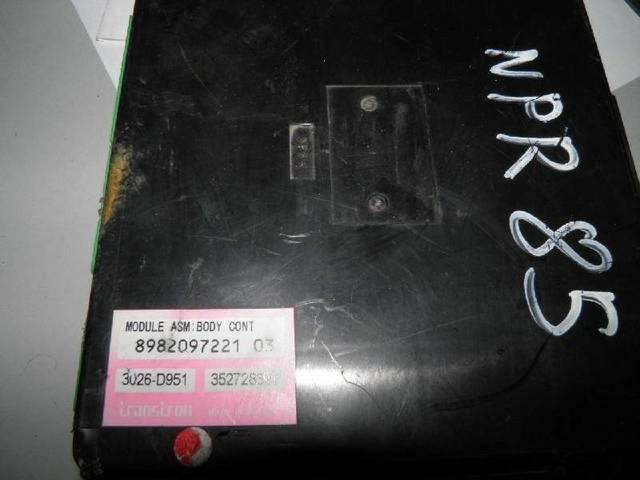 NPR 85
MODULE ASM:BODY CONT
8982097221 03
3026-D951
transtron